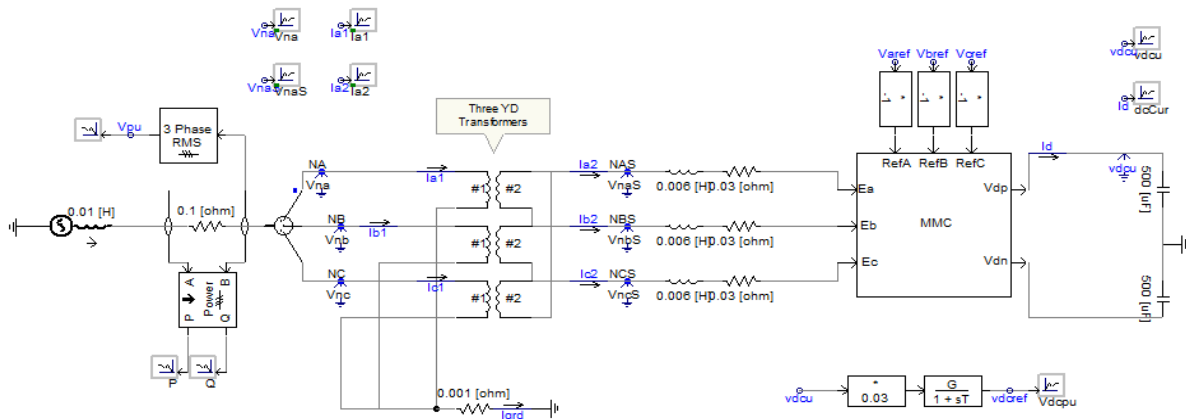 Vna
Vna
Ia1
Ia1
VnaS
VnaS
Ia2
Ia2
Vpu
3 Phase
RMS
Three YD
Transformers
Varef
Vbref
Vcref
vdcu
vdcu
Id
dcCur
RefA
RefB
RefC
0.01 [H]
0.1 [ohm]
NA
Vna
Ia1
#1
#2
Ia2
NAS
VnaS
0.006 [H]
0.03 [ohm]
Ea
Vdp
Id
vdcu
500
[uF]
NB
Vnb
Ib1
#1
#2
Ib2
NBS
VnbS
0.006 [H]
0.03 [ohm]
Eb
MMC
NC
Vnc
Ic1
#1
#2
Ic2
NCS
VncS
0.006 [H]
0.03 [ohm]
Ec
Vdn
500
[uF]
A
B
Power
P
Q
P
Q
0.001 [ohm]
Igrd
vdcu
*
0.03
G
1 + sT
vdcref
Vdcpu